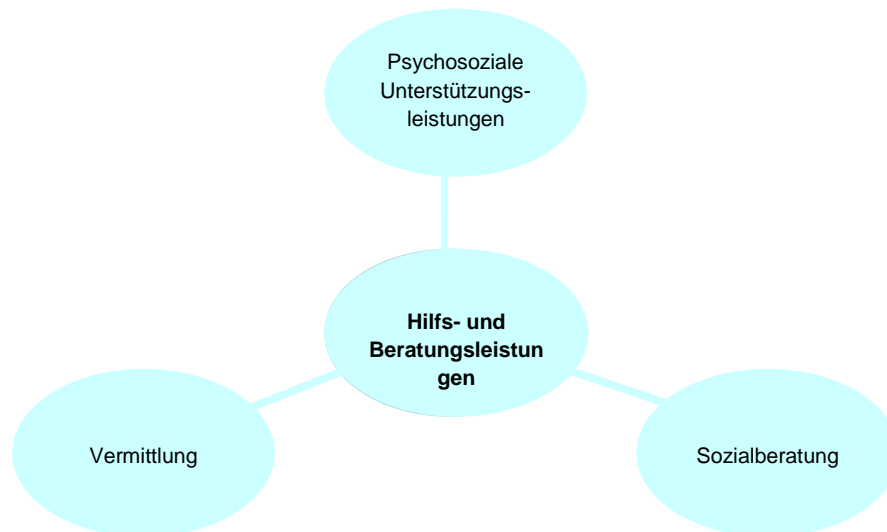 Psychosoziale
Unterstützungs-
leistungen
Hilfs- und
Beratungsleistun
gen
Vermittlung
Sozialberatung